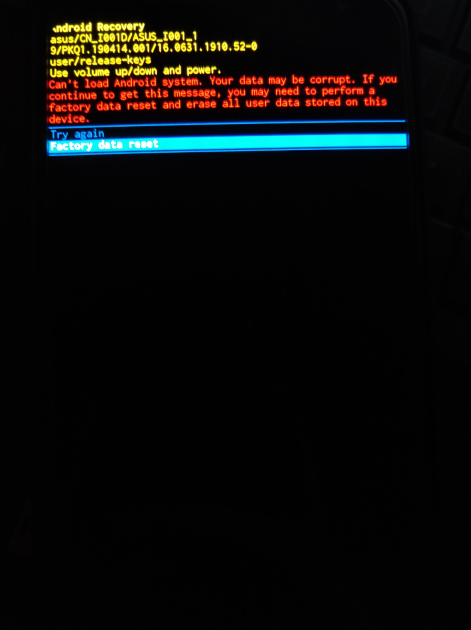 Android Recovery
asus/CN_I001D/ASUS_I001_1
9/PKQ1.190414.001/16.0631.1910.52-0
user/release-keys
Use volume up/down and power.
Can't load Android system. Your data may be corrupt. If you
continue to get this message, you may need to perform a
factory data reset and erase all user data stored on this
device.
Try again
Factory data reset